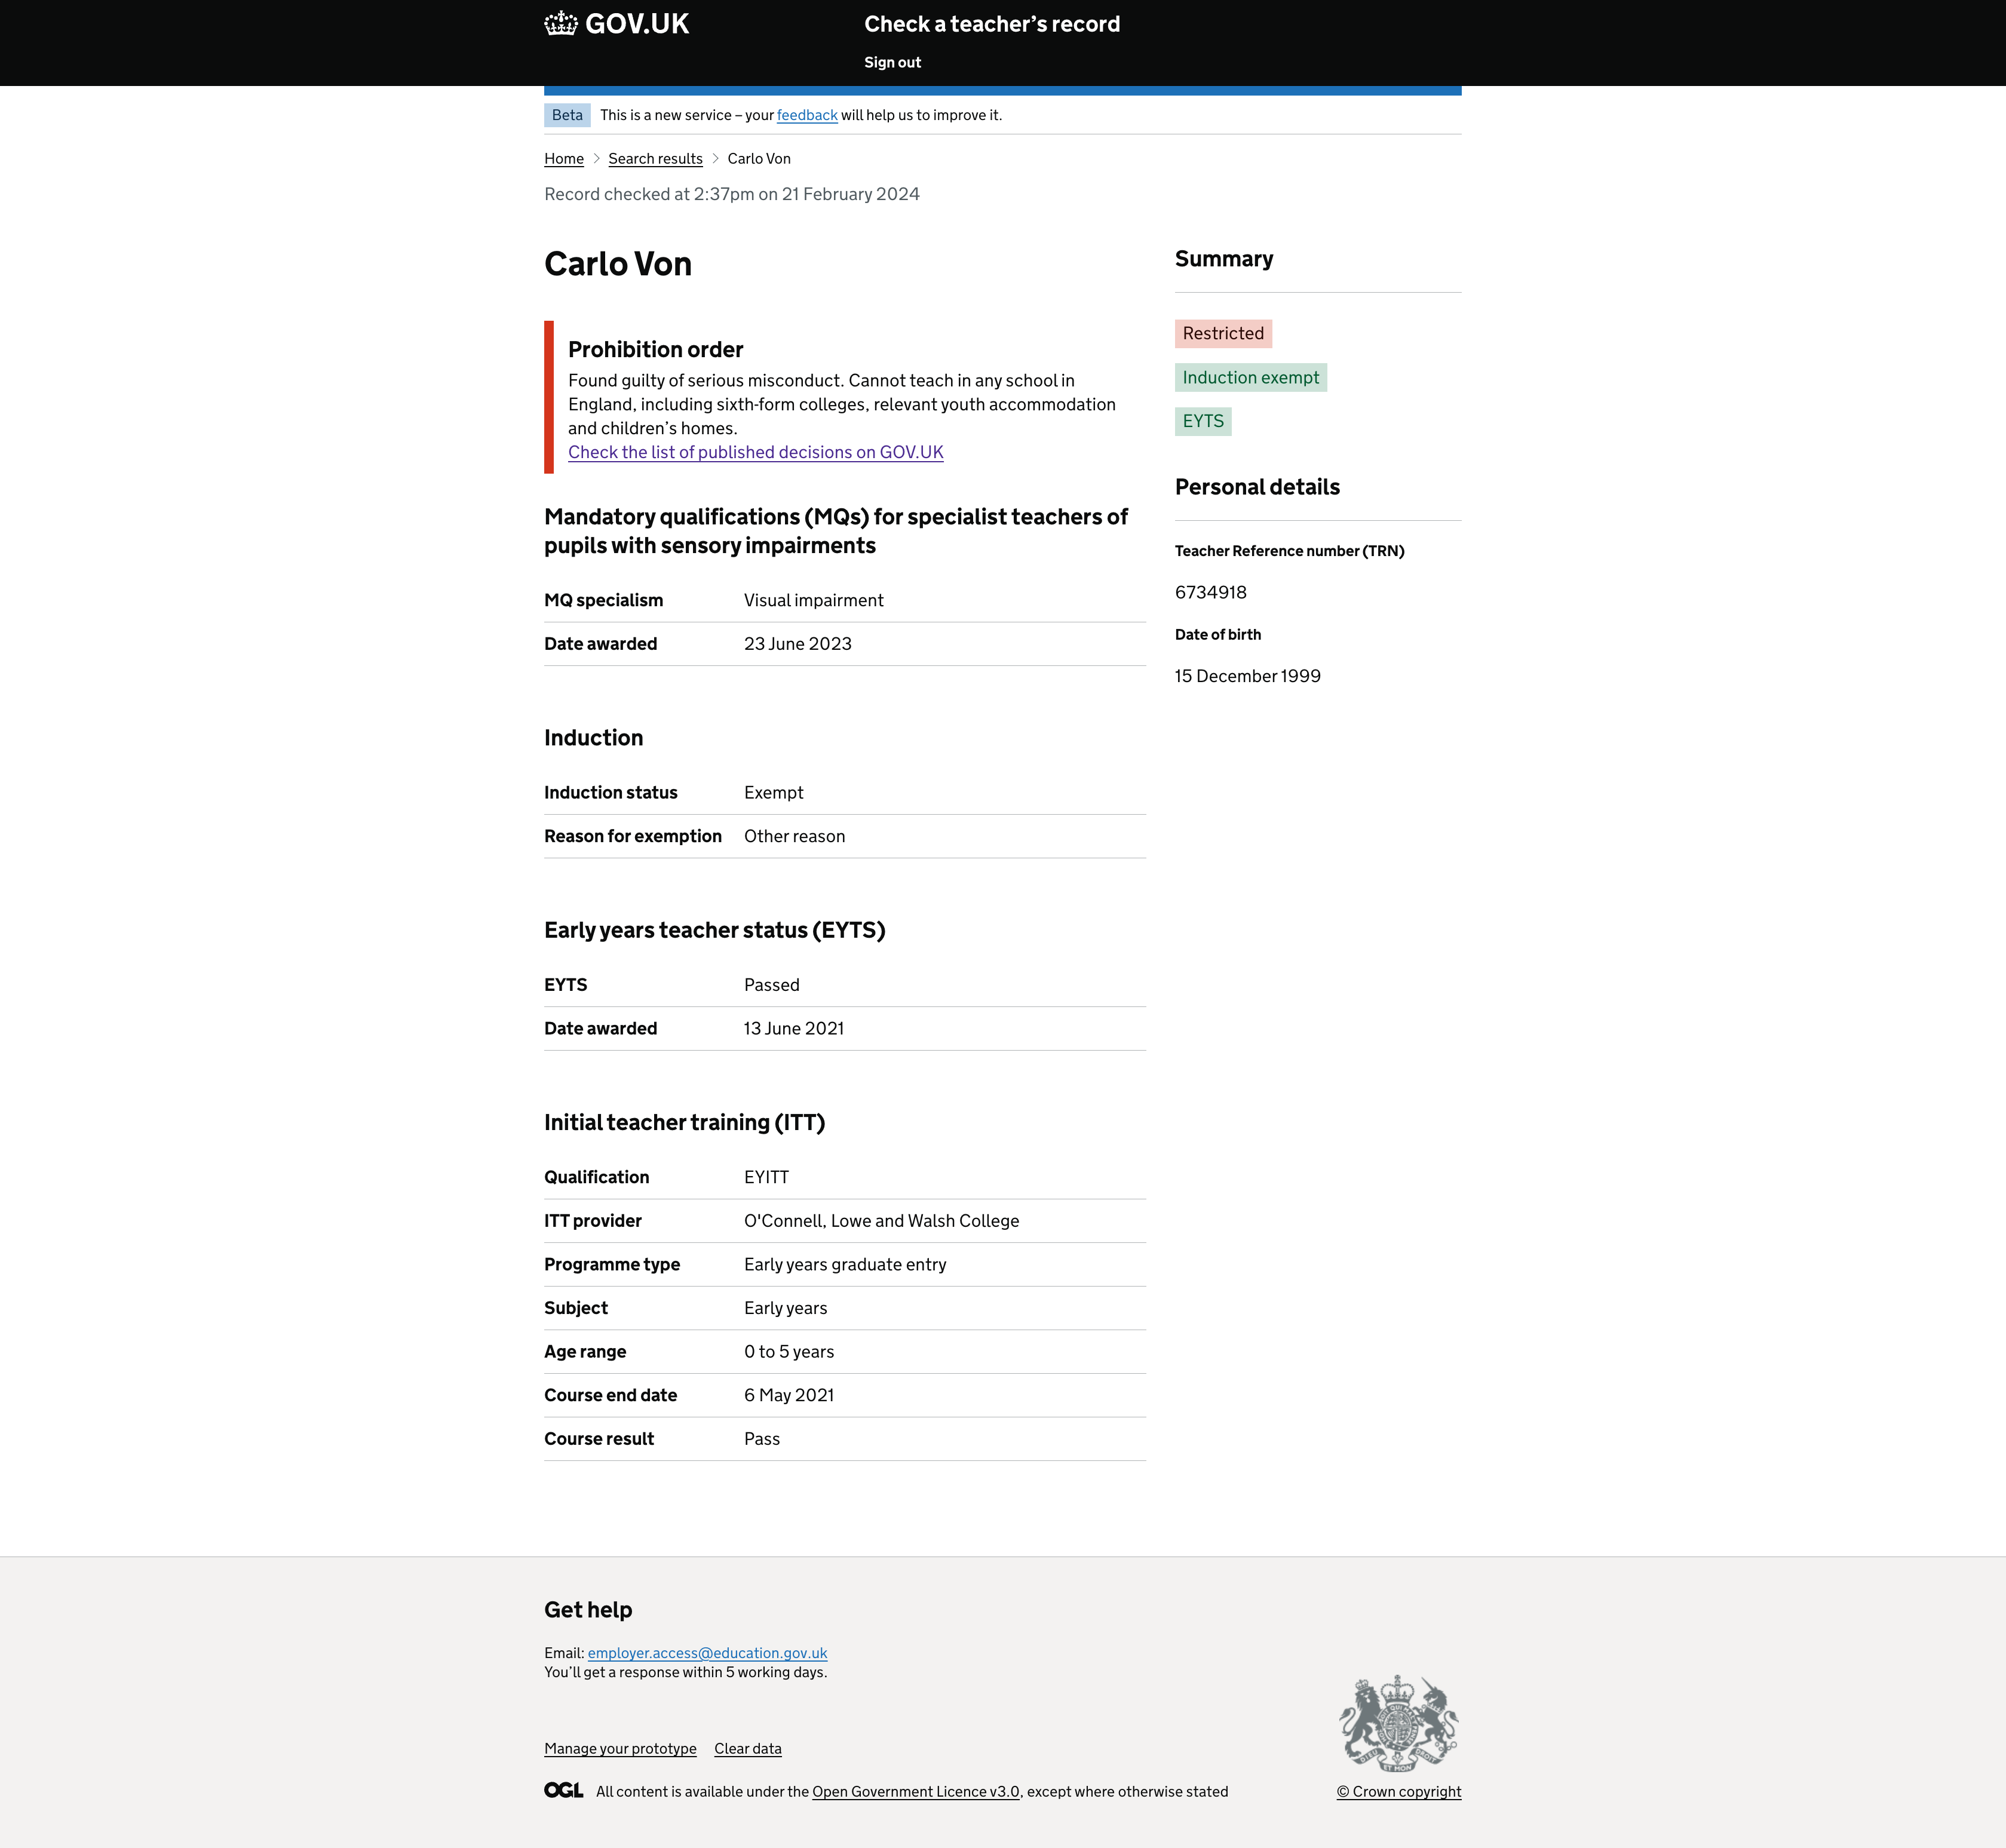 GOV.UK
Check a teacher’s record
Sign out
Beta
This is a new service – your feedback will help us to improve it.
Home
Search results
Carlo Von
Record checked at 2:37pm on 21 February 2024
Carlo Von
Prohibition order
Found guilty of serious misconduct. Cannot teach in any school in
England, including sixth-form colleges, relevant youth accommodation
and children’s homes.
Check the list of published decisions on GOV.UK
Mandatory qualifications (MQs) for specialist teachers of
pupils with sensory impairments
MQ specialism Visual impairment
Date awarded 23 June 2023
Induction
Induction status Exempt
Reason for exemption Other reason
Early years teacher status (EYTS)
EYTS Passed
Date awarded 13 June 2021
Initial teacher training (ITT)
Qualification EYITT
ITT provider O'Connell, Lowe and Walsh College
Programme type Early years graduate entry
Subject Early years
Age range 0 to 5 years
Course end date 6 May 2021
Course result Pass
Summary
Restricted
Induction exempt
EYTS
Personal details
Teacher Reference number (TRN)
6734918
Date of birth
15 December 1999
Get help
Email: employer.access@education.gov.uk
You’ll get a response within 5 working days.
Manage your prototype Clear data
OGL All content is available under the Open Government Licence v3.0, except where otherwise stated
DIEU ET MON DROIT
© Crown copyright